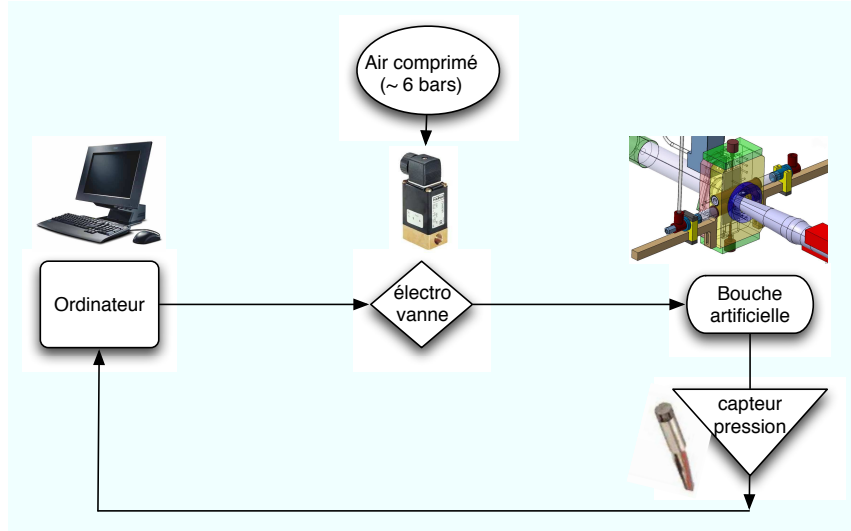 Air comprimé
(~ 6 bars)
Ordinateur
électro
vanne
Bouche
artificielle
capteur
pression